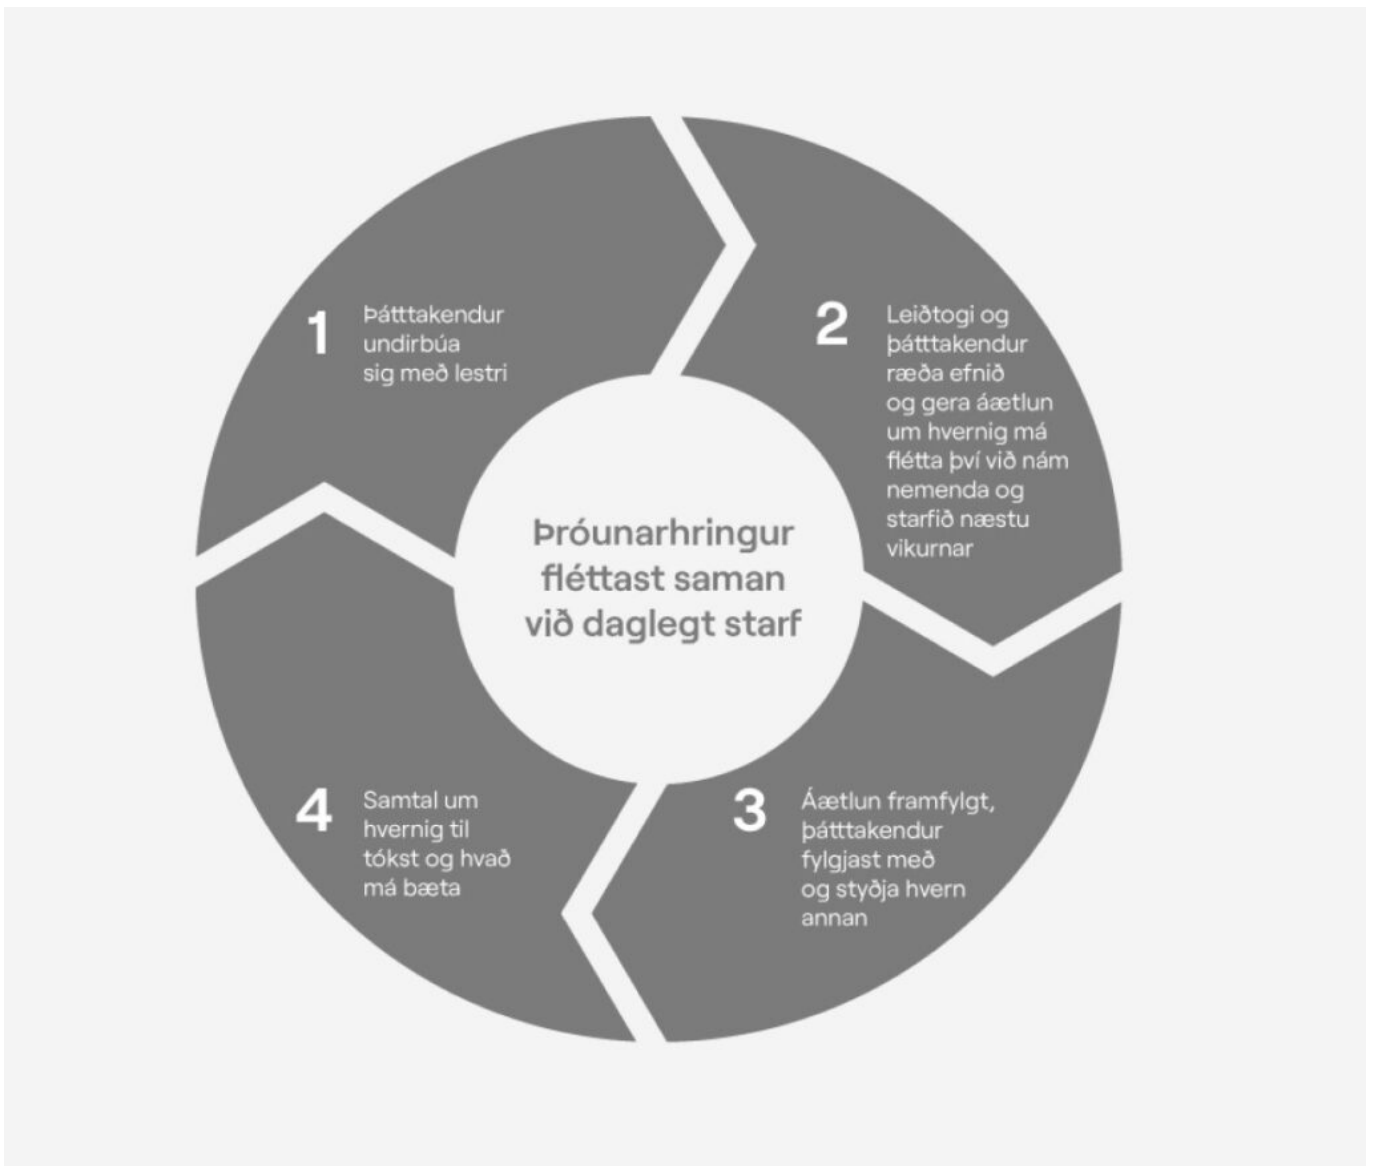 1
Þátttakendur
undirbúa
sig með lestri
2
Leiðtogi og
þátttakendur
ræða efnið
og gera áætlun
um hvernig má
flétta því við nám
nemenda og
starfið næstu
vikurnar
Þróunarhringur
fléttast saman
við daglegt starf
3
Áætlun framfylgt,
þátttakendur
fylgjast með
og styðja hvern
annan
4
Samtal um
hvernig til
tókst og hvað
má bæta